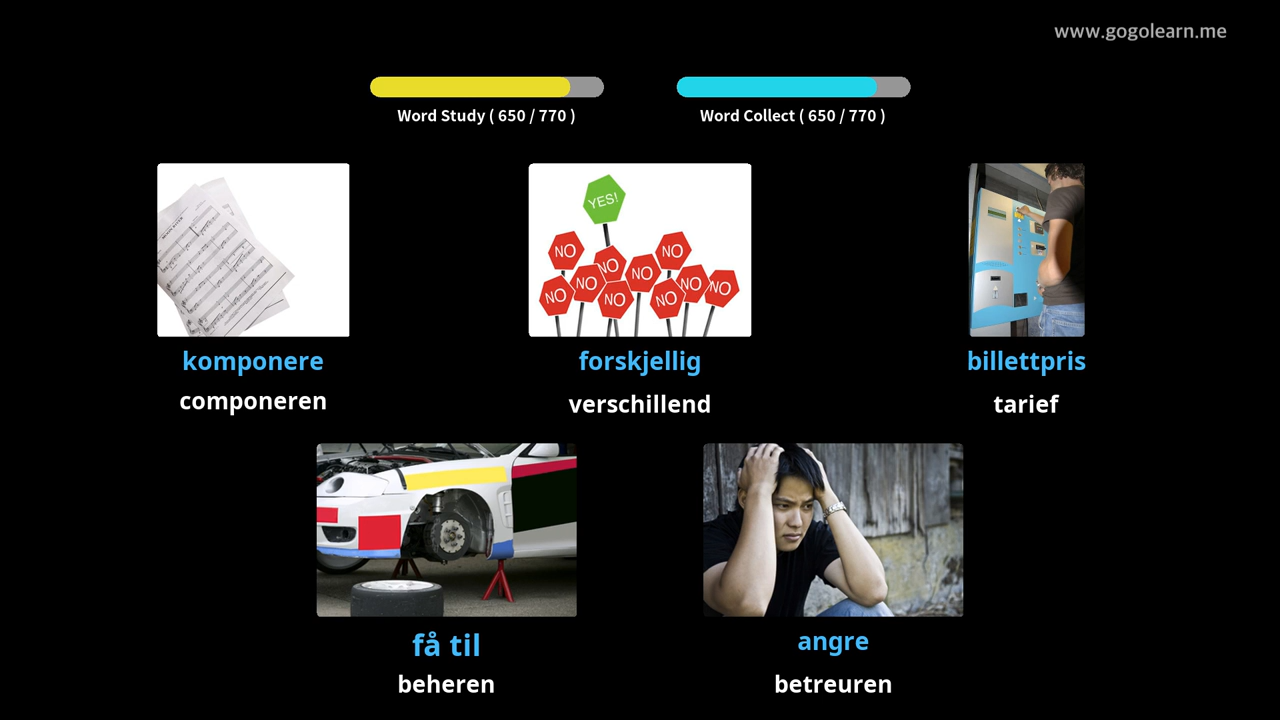 www.gogolearn.me
Word Study ( 650 / 770 )
Word Collect ( 650 / 770 )
YES!
NO
NO
NO
NO
NO
NO
NO
NO
NO
NO
komponere
componeren
forskjellig
verschillend
billettpris
tarief
få til
beheren
angre
betreuren